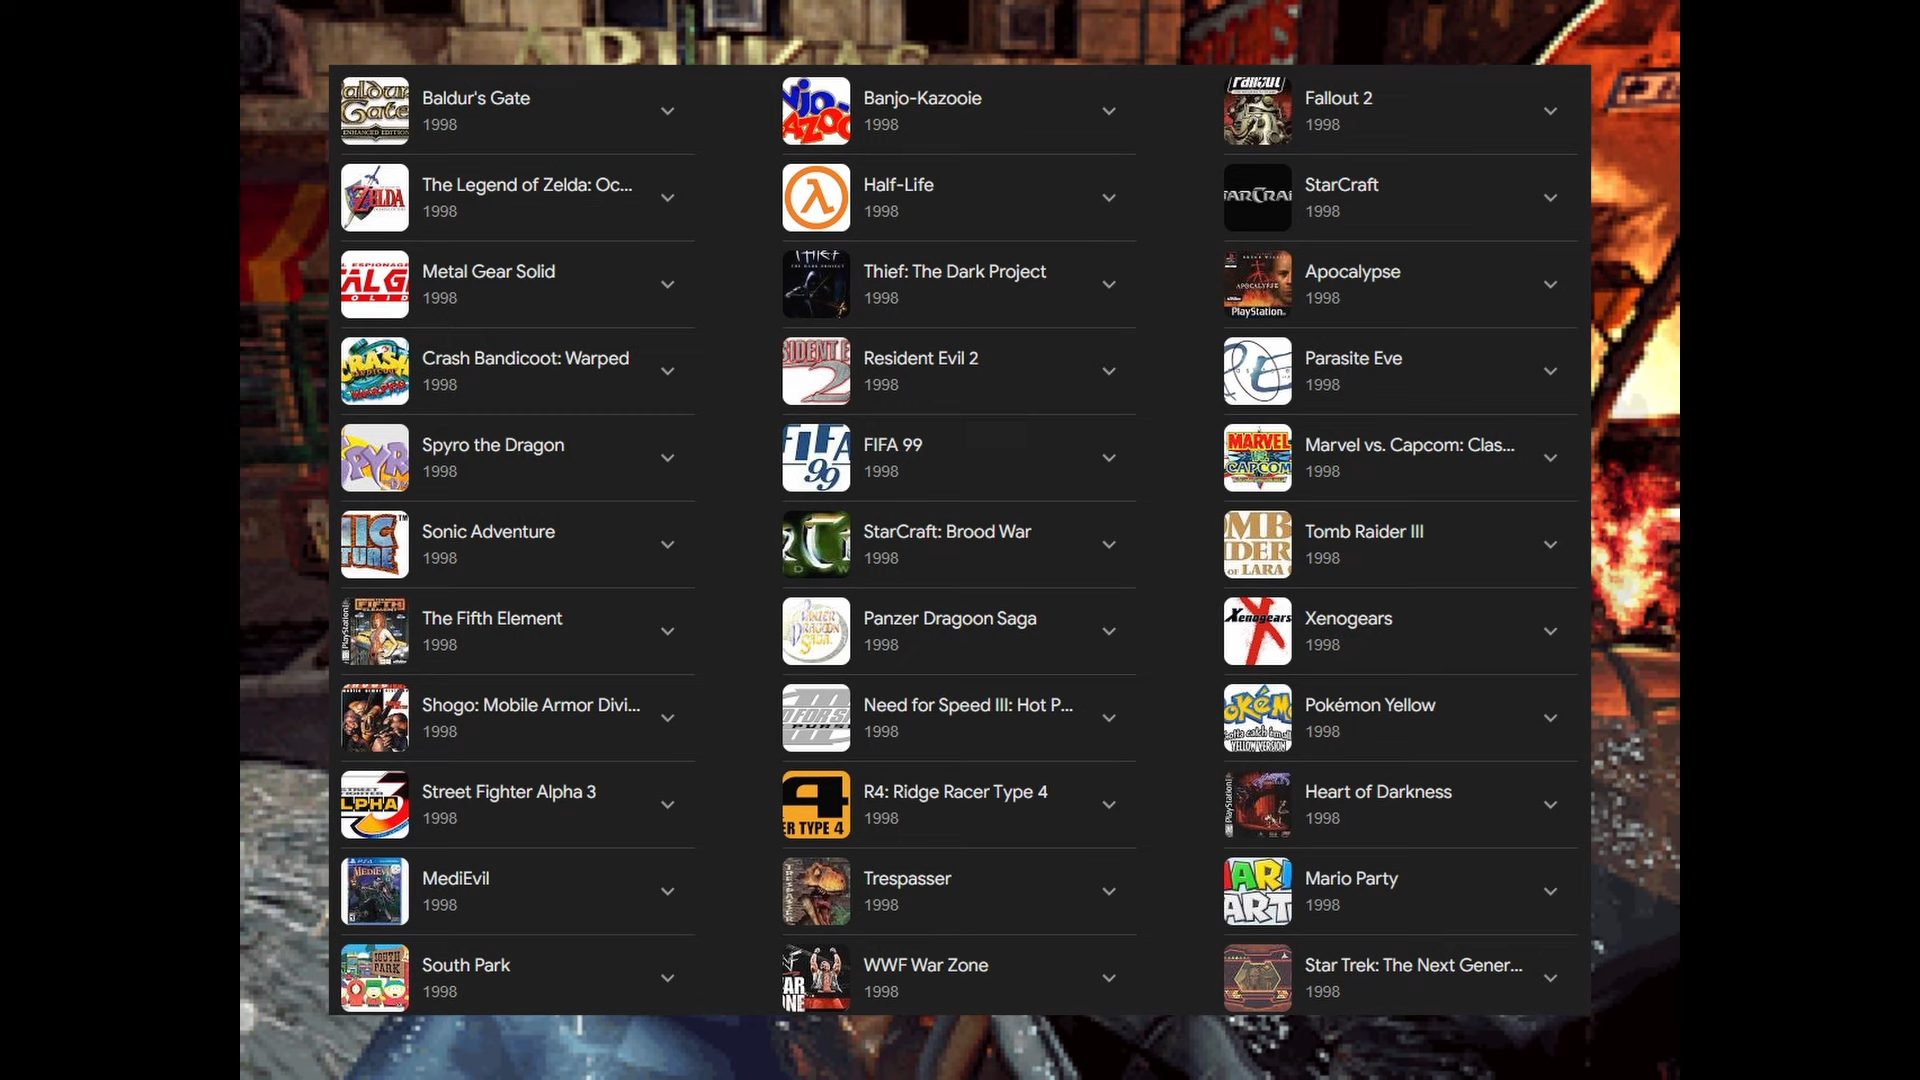 Baldur's Gate
1998
Banjo-Kazooie
1998
Fallout 2
1998
The Legend of Zelda: Oc...
1998
Half-Life
1998
StarCraft
1998
Metal Gear Solid
1998
Thief: The Dark Project
1998
Apocalypse
1998
Crash Bandicoot: Warped
1998
Resident Evil 2
1998
Parasite Eve
1998
Spyro the Dragon
1998
FIFA 99
1998
Marvel vs. Capcom: Clas...
1998
Sonic Adventure
1998
StarCraft: Brood War
1998
Tomb Raider III
1998
The Fifth Element
1998
Panzer Dragoon Saga
1998
Xenogears
1998
Shogo: Mobile Armor Divi...
1998
Need for Speed III: Hot P...
1998
Pokémon Yellow
1998
Street Fighter Alpha 3
1998
R4: Ridge Racer Type 4
1998
Heart of Darkness
1998
MediEvil
1998
Trespasser
1998
Mario Party
1998
South Park
1998
WWF War Zone
1998
Star Trek: The Next Gener...
1998